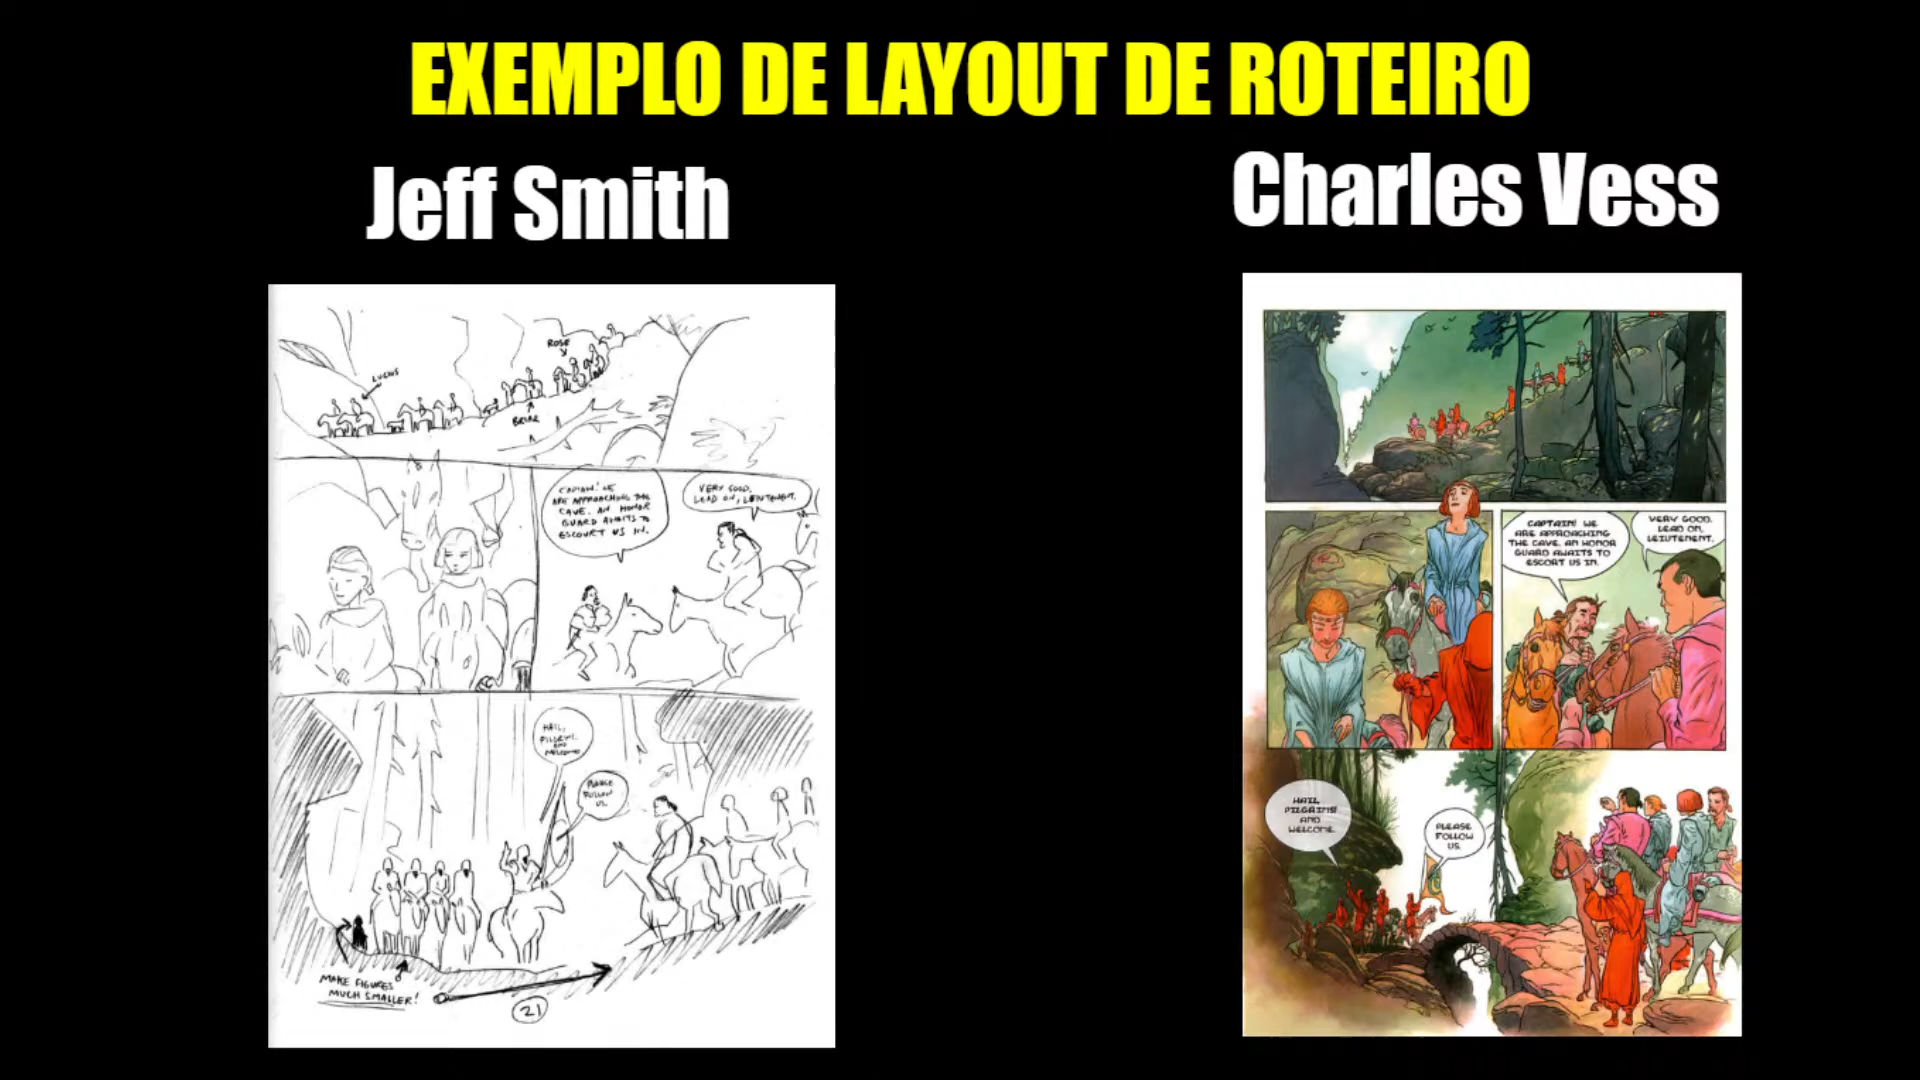 EXEMPLO DE LAYOUT DE ROTEIRO
Jeff Smith
Charles Vess
ROSE
LUCIUS
BRIAR
CAPTAIN! WE
ARE APPROACHING THE
CAVE. AN HONOR
GUARD AWAITS TO
ESCOURT US IN.
VERY GOOD.
LEAD ON, LEIUTENENT.
HAIL,
PILGRIMS.
AND
WELCOME
PLEASE
FOLLOW
US.
MAKE FIGURES
MUCH SMALLER!
21
CAPTAIN! WE
ARE APPROACHING
THE CAVE. AN HONOR
GUARD AWAITS TO
ESCORT US IN.
VERY GOOD.
LEAD ON,
LEIUTENENT.
HAIL,
PILGRIMS!
AND
WELCOME.
PLEASE
FOLLOW
US.